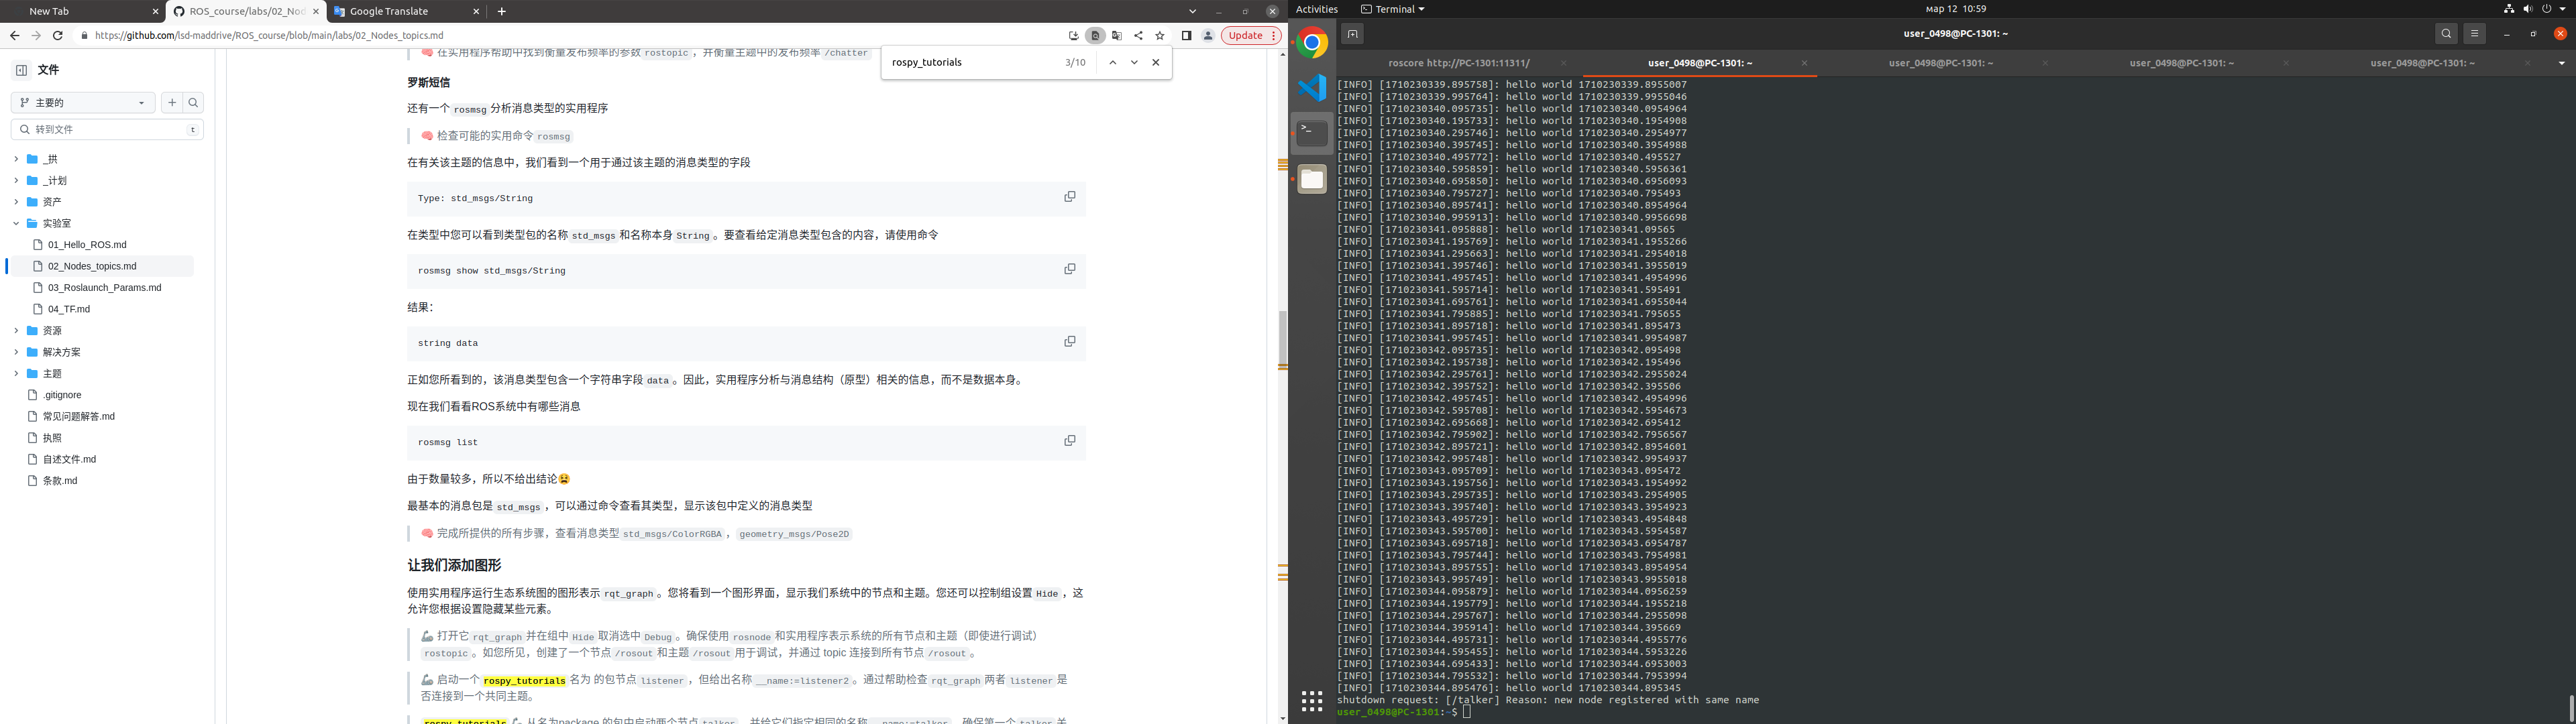 New Tab
ROS_course/labs/02_Nod
Google Translate
https://github.com/lsd-maddrive/ROS_course/blob/main/labs/02_Nodes_topics.md
Update
rospy_tutorials
3/10
文件
主要的
转到文件
t
_拱
_计划
资产
实验室
01_Hello_ROS.md
02_Nodes_topics.md
03_Roslaunch_Params.md
04_TF.md
资源
解决方案
主题
.gitignore
常见问题解答.md
执照
自述文件.md
条款.md
🧠 在实用程序帮助中找到衡量发布频率的参数 rostopic ，并衡量主题中的发布频率 /chatter
罗斯短信
还有一个 rosmsg 分析消息类型的实用程序
🧠 检查可能的实用命令 rosmsg
在有关该主题的信息中，我们看到一个用于通过该主题的消息类型的字段
Type: std_msgs/String
在类型中您可以看到类型包的名称 std_msgs 和名称本身 String 。要查看给定消息类型包含的内容，请使用命令
rosmsg show std_msgs/String
结果：
string data
正如您所看到的，该消息类型包含一个字符串字段 data 。因此，实用程序分析与消息结构（原型）相关的信息，而不是数据本身。
现在我们看看ROS系统中有哪些消息
rosmsg list
由于数量较多，所以不给出结论😫
最基本的消息包是 std_msgs ，可以通过命令查看其类型，显示该包中定义的消息类型
🧠 完成所提供的所有步骤，查看消息类型 std_msgs/ColorRGBA ， geometry_msgs/Pose2D
让我们添加图形
使用实用程序运行生态系统图的图形表示 rqt_graph 。您将看到一个图形界面，显示我们系统中的节点和主题。您还可以控制组设置 Hide ，这
允许您根据设置隐藏某些元素。
🦾 打开它 rqt_graph 并在组中 Hide 取消选中 Debug 。确保使用 rosnode 和实用程序表示系统的所有节点和主题（即使进行调试）
rostopic 。如您所见，创建了一个节点 /rosout 和主题 /rosout 用于调试，并通过 topic 连接到所有节点 /rosout 。
🦾 启动一个 rospy_tutorials 名为 的包节点 listener ，但给出名称 __name:=listener2 。通过帮助检查 rqt_graph 两者 listener 是
否连接到一个共同主题。
rospy_tutorials 🦾 从名为package 的包中启动两个节点 talker ，并给它们指定相同的名称 __name:=talker 。确保第一个 talker 关
Activities
Terminal
мар 12 10:59
user_0498@PC-1301: ~
roscore http://PC-1301:11311/
user_0498@PC-1301: ~
user_0498@PC-1301: ~
user_0498@PC-1301: ~
user_0498@PC-1301: ~
[INFO] [1710230339.895758]: hello world 1710230339.8955007
[INFO] [1710230339.995764]: hello world 1710230339.9955046
[INFO] [1710230340.095735]: hello world 1710230340.0954964
[INFO] [1710230340.195733]: hello world 1710230340.1954908
[INFO] [1710230340.295746]: hello world 1710230340.2954977
[INFO] [1710230340.395745]: hello world 1710230340.3954988
[INFO] [1710230340.495772]: hello world 1710230340.495527
[INFO] [1710230340.595859]: hello world 1710230340.5956361
[INFO] [1710230340.695850]: hello world 1710230340.6956093
[INFO] [1710230340.795727]: hello world 1710230340.795493
[INFO] [1710230340.895741]: hello world 1710230340.8954964
[INFO] [1710230340.995913]: hello world 1710230340.9956698
[INFO] [1710230341.095888]: hello world 1710230341.09565
[INFO] [1710230341.195769]: hello world 1710230341.1955266
[INFO] [1710230341.295663]: hello world 1710230341.2954018
[INFO] [1710230341.395746]: hello world 1710230341.3955019
[INFO] [1710230341.495745]: hello world 1710230341.4954996
[INFO] [1710230341.595714]: hello world 1710230341.595491
[INFO] [1710230341.695761]: hello world 1710230341.6955044
[INFO] [1710230341.795885]: hello world 1710230341.795655
[INFO] [1710230341.895718]: hello world 1710230341.895473
[INFO] [1710230341.995745]: hello world 1710230341.9954987
[INFO] [1710230342.095735]: hello world 1710230342.095498
[INFO] [1710230342.195738]: hello world 1710230342.195496
[INFO] [1710230342.295761]: hello world 1710230342.2955024
[INFO] [1710230342.395752]: hello world 1710230342.395506
[INFO] [1710230342.495745]: hello world 1710230342.4954996
[INFO] [1710230342.595708]: hello world 1710230342.5954673
[INFO] [1710230342.695668]: hello world 1710230342.695412
[INFO] [1710230342.795902]: hello world 1710230342.7956567
[INFO] [1710230342.895721]: hello world 1710230342.8954601
[INFO] [1710230342.995748]: hello world 1710230342.9954937
[INFO] [1710230343.095709]: hello world 1710230343.095472
[INFO] [1710230343.195756]: hello world 1710230343.1954992
[INFO] [1710230343.295735]: hello world 1710230343.2954905
[INFO] [1710230343.395740]: hello world 1710230343.3954923
[INFO] [1710230343.495729]: hello world 1710230343.4954848
[INFO] [1710230343.595700]: hello world 1710230343.5954587
[INFO] [1710230343.695718]: hello world 1710230343.6954787
[INFO] [1710230343.795744]: hello world 1710230343.7954981
[INFO] [1710230343.895755]: hello world 1710230343.8954954
[INFO] [1710230343.995749]: hello world 1710230343.9955018
[INFO] [1710230344.095879]: hello world 1710230344.0956259
[INFO] [1710230344.195779]: hello world 1710230344.1955218
[INFO] [1710230344.295767]: hello world 1710230344.2955098
[INFO] [1710230344.395914]: hello world 1710230344.395669
[INFO] [1710230344.495731]: hello world 1710230344.4955776
[INFO] [1710230344.595455]: hello world 1710230344.5953226
[INFO] [1710230344.695433]: hello world 1710230344.6953003
[INFO] [1710230344.795532]: hello world 1710230344.7953994
[INFO] [1710230344.895476]: hello world 1710230344.895345
shutdown request: [/talker] Reason: new node registered with same name
user_0498@PC-1301:~$